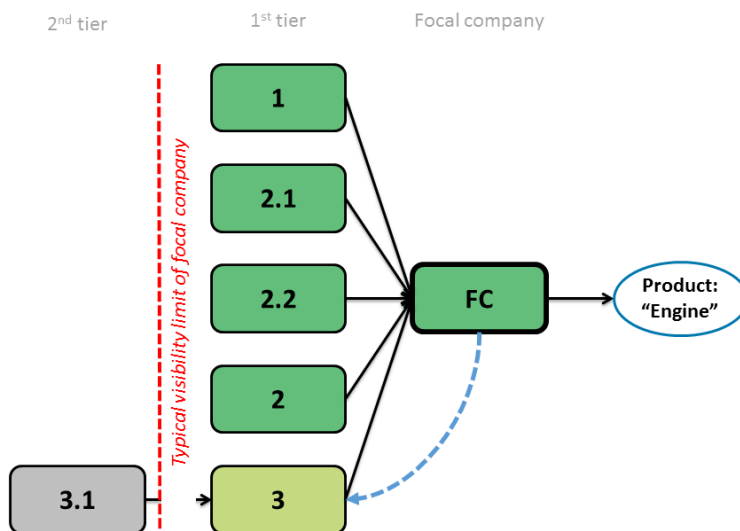 2nd tier
1st tier
Focal company
Typical visibility limit of focal company
1
2.1
2.2
2
3.1
3
FC
Product:
“Engine”